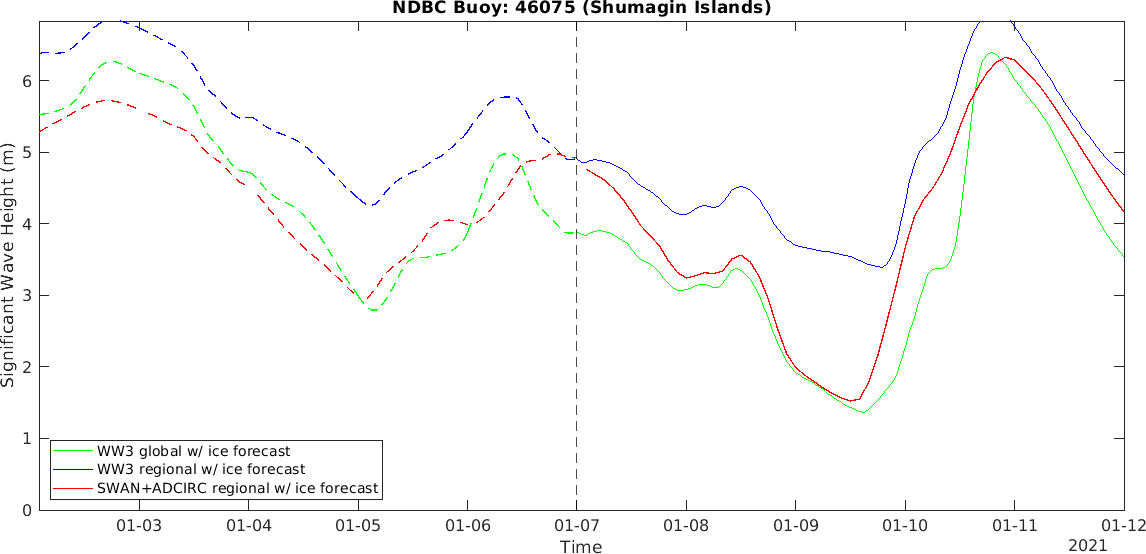 NDBC Buoy: 46075 (Shumagin Islands)
Significant Wave Height (m)
6
5
4
3
2
1
0
WW3 global w/ ice forecast
WW3 regional w/ ice forecast
SWAN+ADCIRC regional w/ ice forecast
01-03 01-04 01-05 01-06 01-07 01-08 01-09 01-10 01-11 01-12
Time
2021